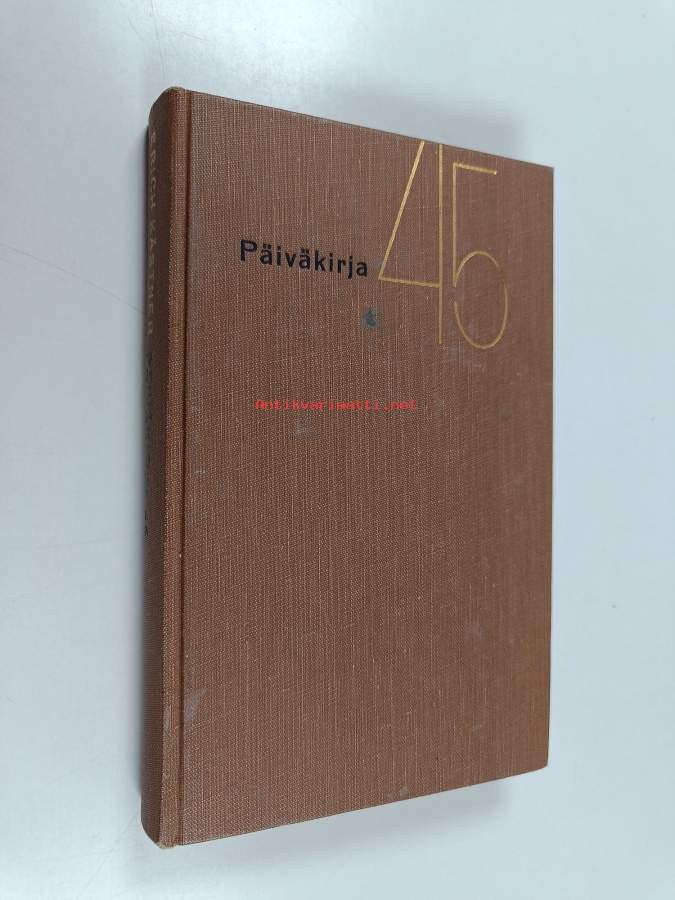 Päiväkirja 45
Antikvariaatti.net
ERICH KÄSTNER